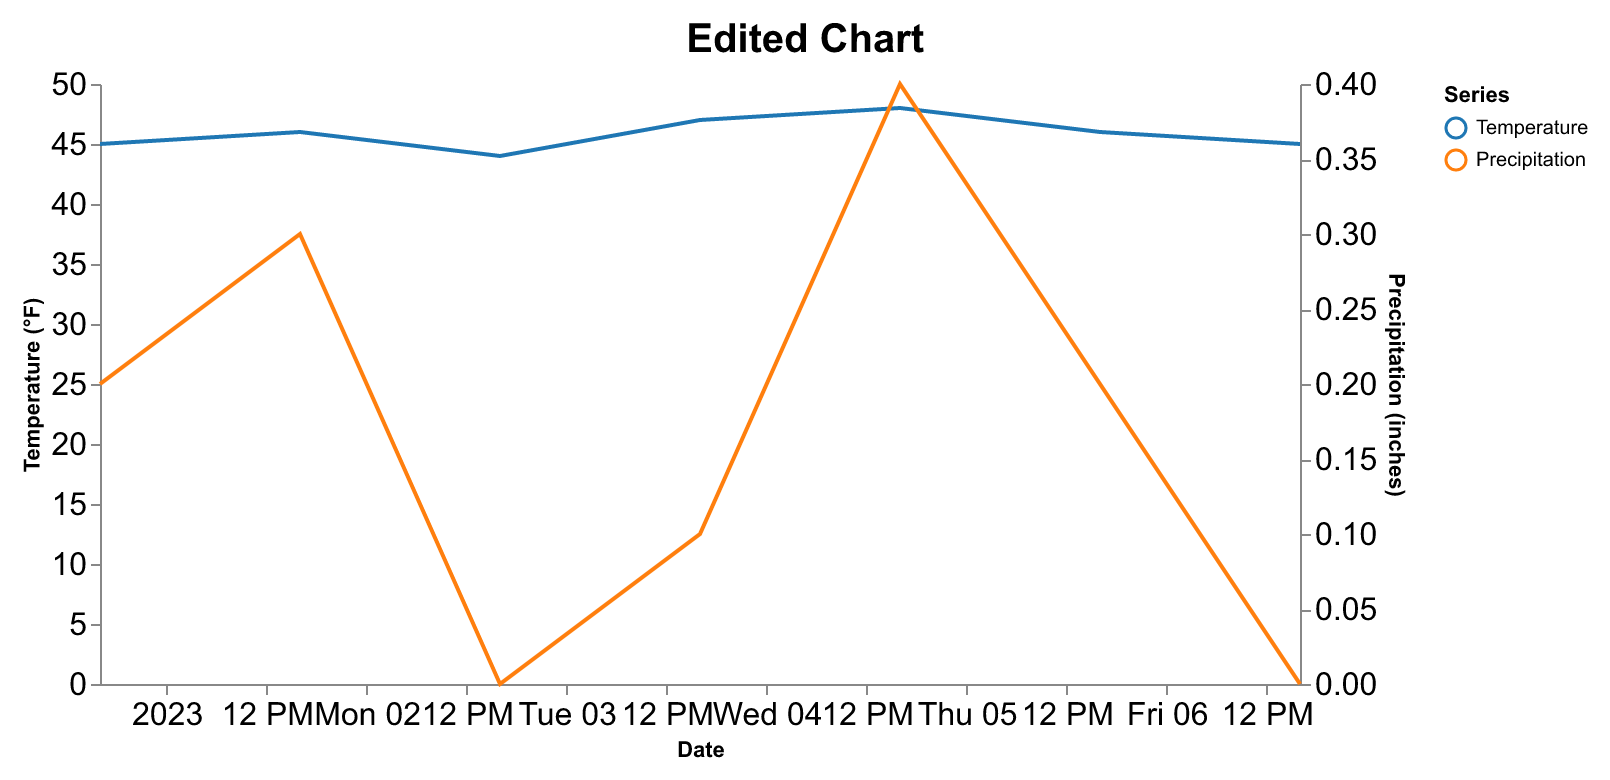 Edited Chart
50
45
40
35
30
25
20
15
10
5
0
Temperature (°F)
0.40
0.35
0.30
0.25
0.20
0.15
0.10
0.05
0.00
Precipitation (inches)
2023 12 PM Mon 02 12 PM Tue 03 12 PM Wed 04 12 PM Thu 05 12 PM Fri 06 12 PM
Date
Series
Temperature
Precipitation